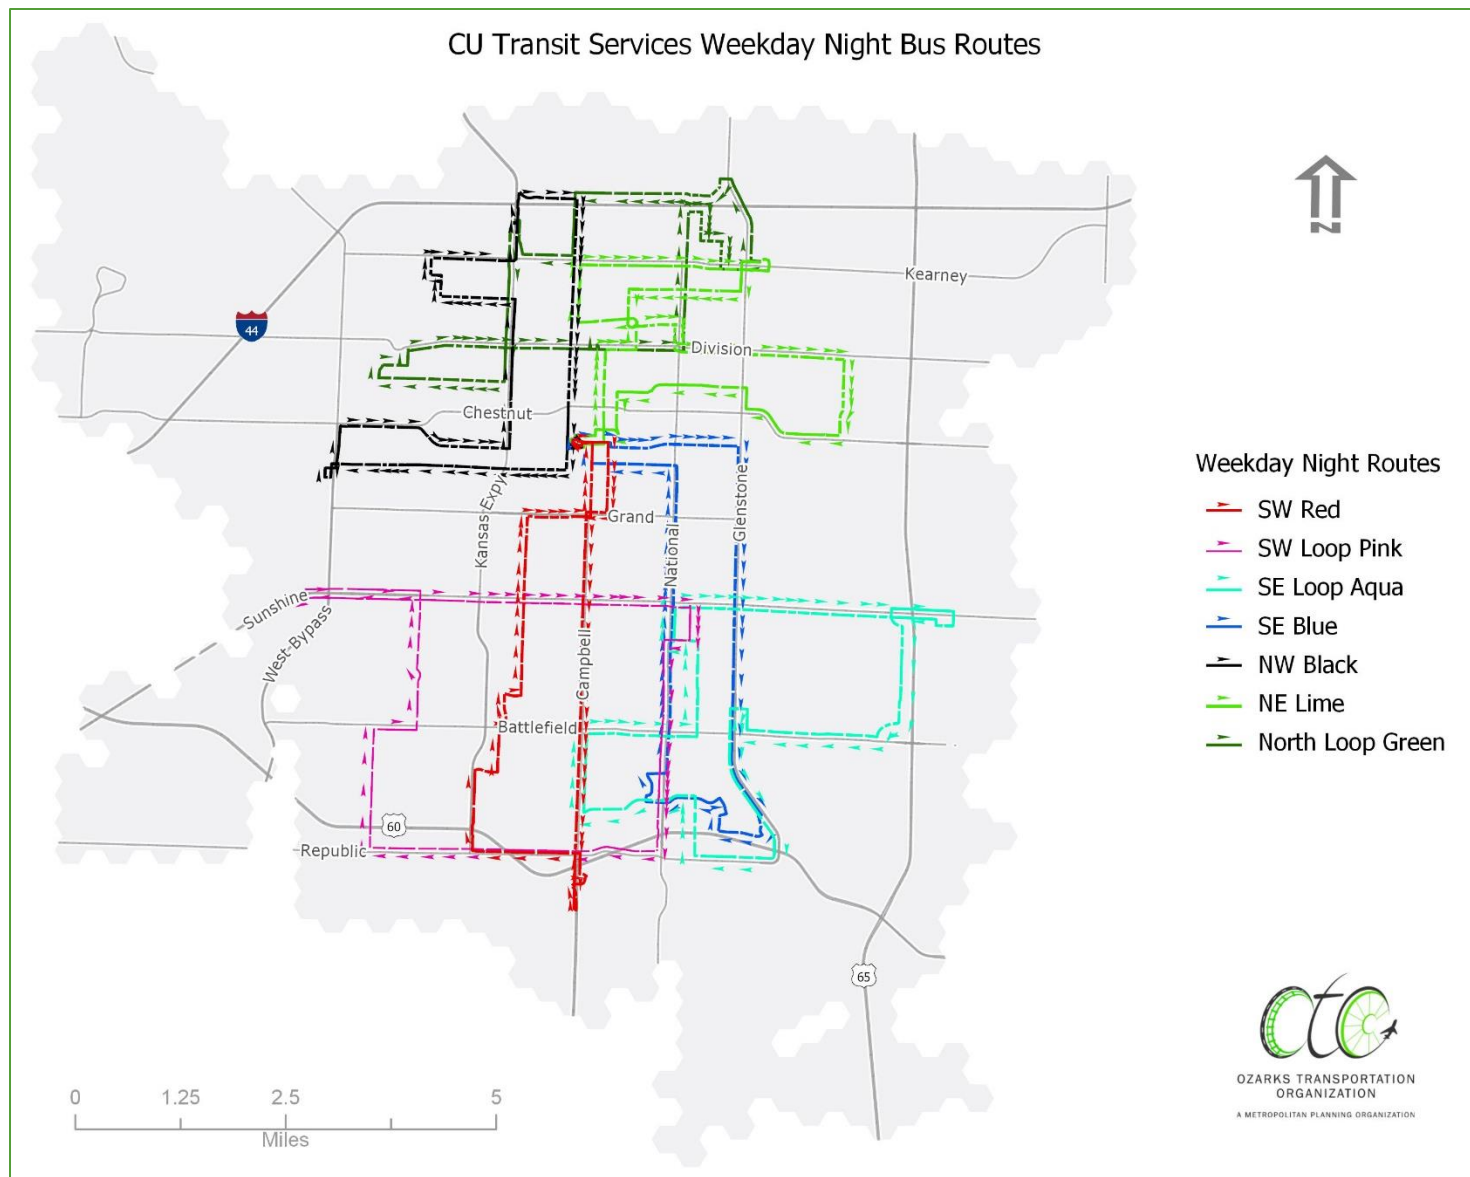 CU Transit Services Weekday Night Bus Routes
N
Kearney
44
Division
Chestnut
Weekday Night Routes
Kansas Expy
Grand
National
Glenstone
SW Red
SW Loop Pink
SE Loop Aqua
SE Blue
NW Black
NE Lime
North Loop Green
Sunshine
West-Bypass
Campbell
Battlefield
60
Republic
65
OZARKS TRANSPORTATION
ORGANIZATION
A METROPOLITAN PLANNING ORGANIZATION
0 1.25 2.5 5
Miles